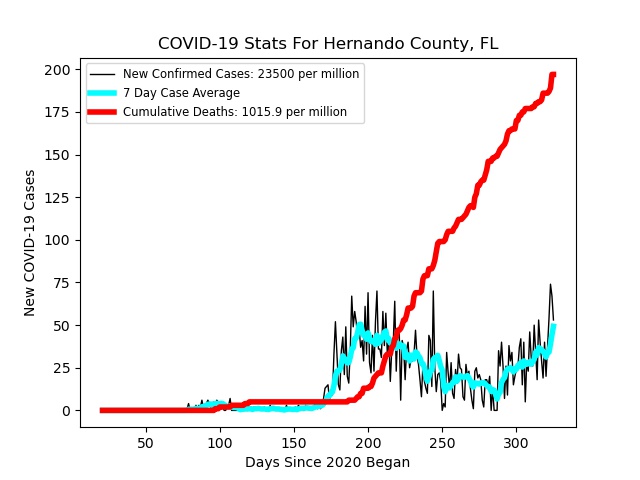 COVID-19 Stats For Hernando County, FL
New Confirmed Cases: 23500 per million
7 Day Case Average
Cumulative Deaths: 1015.9 per million
New COVID-19 Cases
200
175
150
125
100
75
50
25
0
50
100
150
200
250
300
Days Since 2020 Began